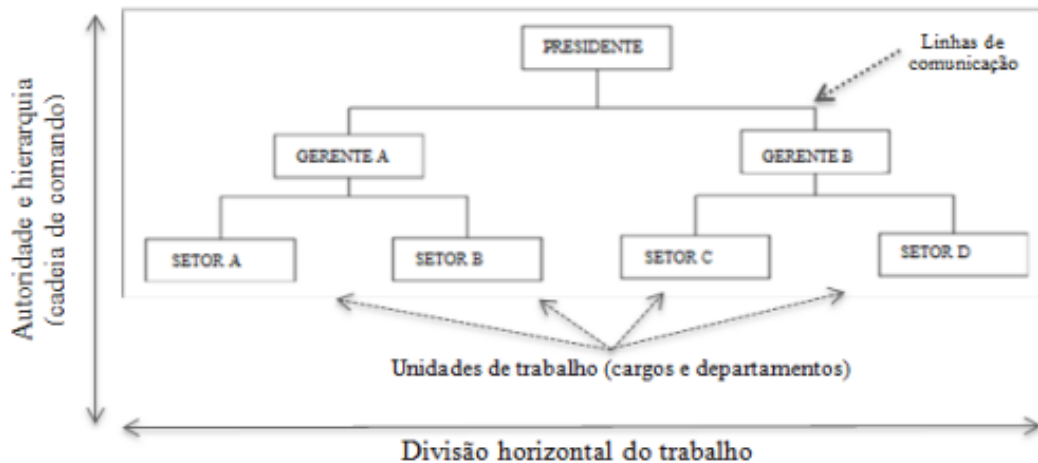 PRESIDENTE
Linhas de
comunicação
GERENTE A
GERENTE B
SETOR A
SETOR B
SETOR C
SETOR D
Autoridade e hierarquia
(cadeia de comando)
Unidades de trabalho (cargos e departamentos)
Divisão horizontal do trabalho